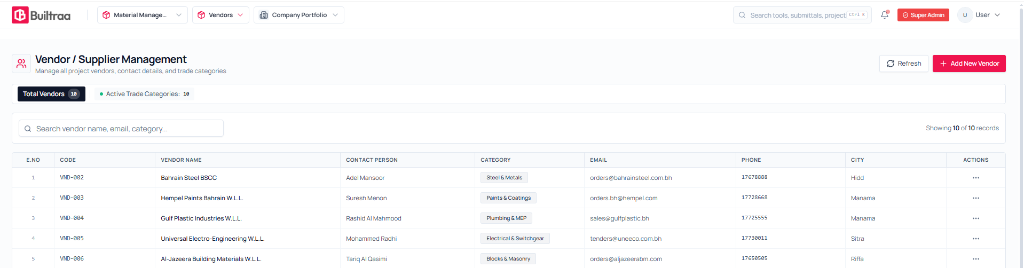 Builtraa
Material Manage...
Vendors
Company Portfolio
Search tools, submittals, project
Ctrl K
Super Admin
U
User
Vendor / Supplier Management
Manage all project vendors, contact details, and trade categories.
Refresh
+ Add New Vendor
Total Vendors 10
Active Trade Categories: 10
Search vendor name, email, category...
Showing 10 of 10 records
E.NO CODE VENDOR NAME CONTACT PERSON CATEGORY EMAIL PHONE CITY ACTIONS
1 VND-002 Bahrain Steel BSCC Adel Mansoor Steel & Metals orders@bahrainsteel.com.bh 17678888 Hidd ...
2 VND-003 Hempel Paints Bahrain W.L.L. Suresh Menon Paints & Coatings orders.bh@hempel.com 17728668 Manama ...
3 VND-004 Gulf Plastic Industries W.L.L. Rashid Al Mahmood Plumbing & MEP sales@gulfplastic.bh 17725555 Manama ...
4 VND-005 Universal Electro-Engineering W.L.L. Mohammed Rachi Electrical & Switchgear tenders@uneeco.com.bh 17730011 Sitra ...
5 VND-006 Al-Jazeera Building Materials W.L.L. Tariq Al Qasimi Blocks & Masonry orders@aljazeerabm.com 17650505 Riffa ...